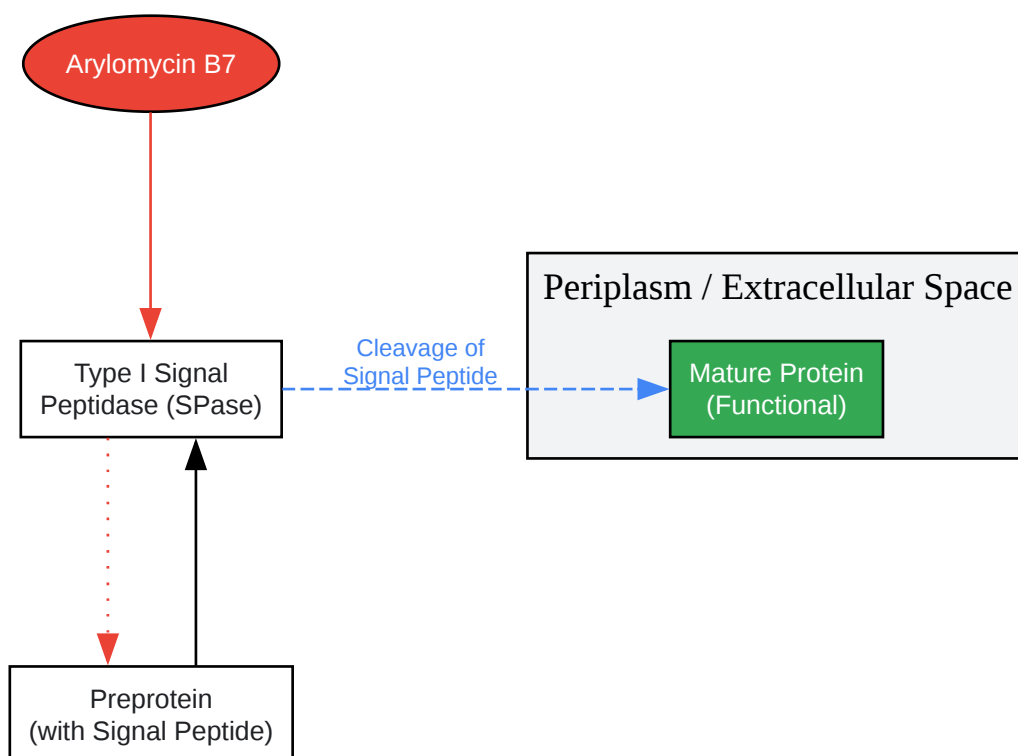 Arylomycin B7
Periplasm / Extracellular Space
Cleavage of
Signal Peptide
Type I Signal
Peptidase (SPase)
Mature Protein
(Functional)
Preprotein
(with Signal Peptide)